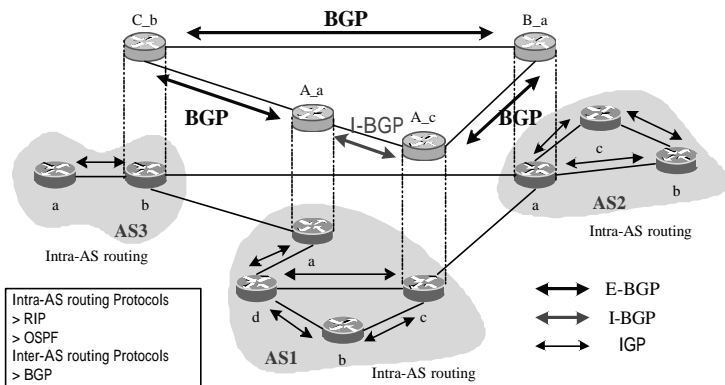 C_b
BGP
B_a
A_a
BGP
I-BGP
A_c
BGP
c
a
b
AS3
Intra-AS routing
a
b
AS2
Intra-AS routing
a
d
c
b
AS1
Intra-AS routing
Intra-AS routing Protocols
> RIP
> OSPF
Inter-AS routing Protocols
> BGP
E-BGP
I-BGP
IGP